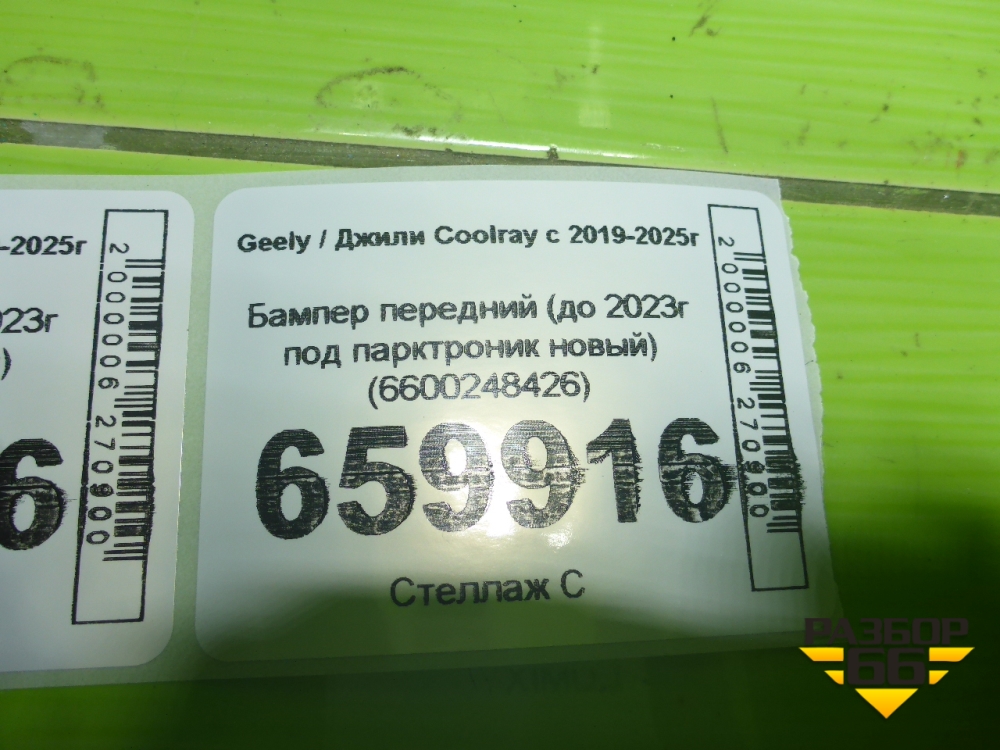 -2025г
023г
)
6
2000006270900
Geely / Джили Coolray с 2019-2025г
Бампер передний (до 2023г
под парктроник новый)
(6600248426)
659916
Стеллаж С
2000006270900
РАЗБОР
66